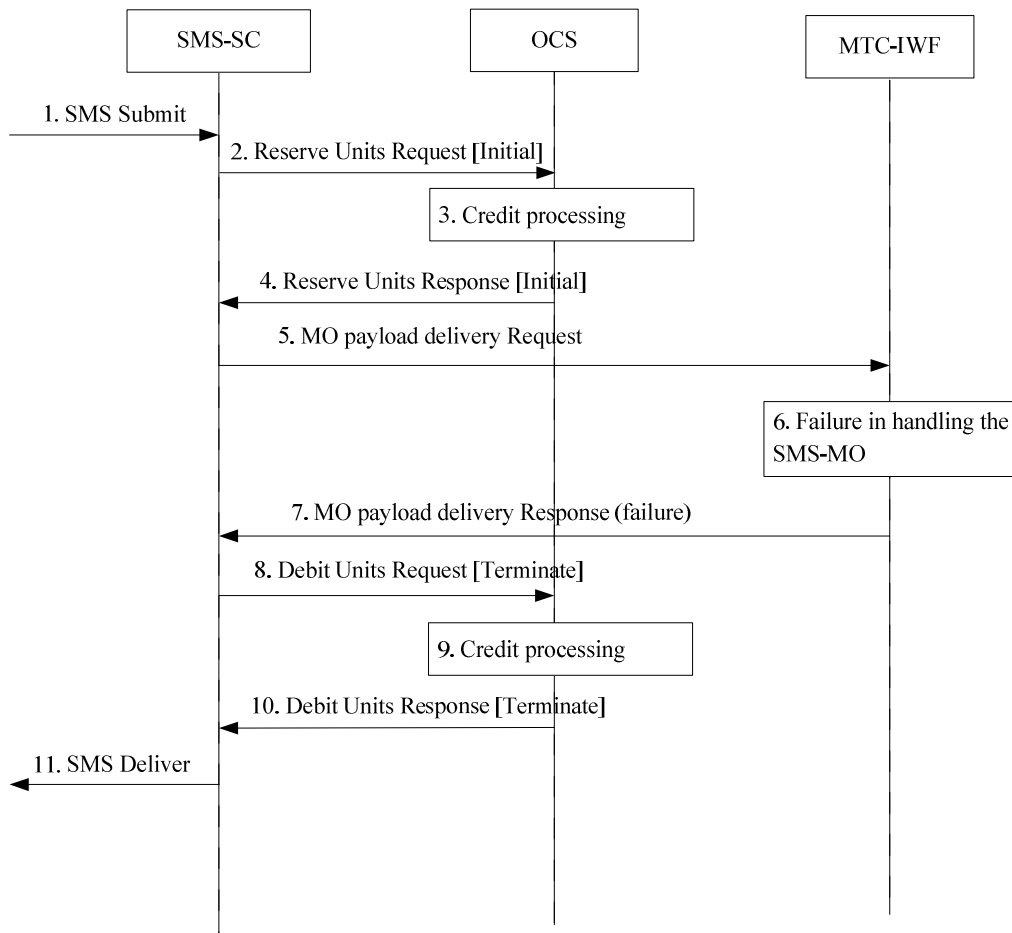 SMS-SC
OCS
MTC-IWF
1. SMS Submit
2. Reserve Units Request [Initial]
3. Credit processing
4. Reserve Units Response [Initial]
5. MO payload delivery Request
6. Failure in handling the
SMS-MO
7. MO payload delivery Response (failure)
8. Debit Units Request [Terminate]
9. Credit processing
10. Debit Units Response [Terminate]
11. SMS Deliver